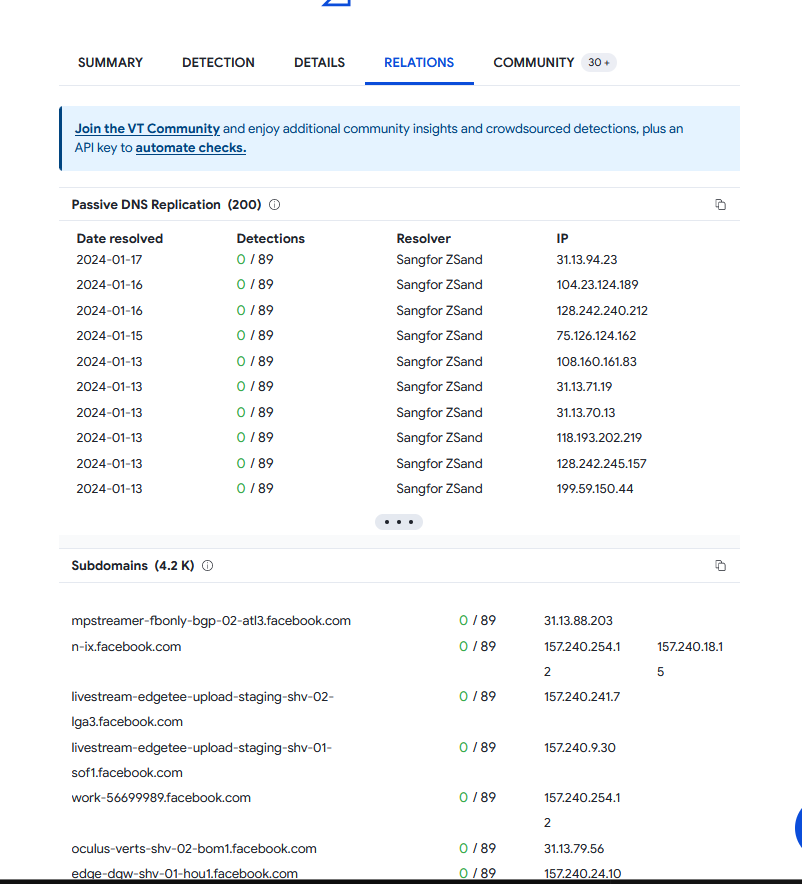 SUMMARY DETECTION DETAILS RELATIONS COMMUNITY 30 +
Join the VT Community and enjoy additional community insights and crowdsourced detections, plus an
API key to automate checks.
Passive DNS Replication (200)
Date resolved Detections Resolver IP
2024-01-17 0 / 89 Sangfor ZSand 31.13.94.23
2024-01-16 0 / 89 Sangfor ZSand 104.23.124.189
2024-01-16 0 / 89 Sangfor ZSand 128.242.240.212
2024-01-15 0 / 89 Sangfor ZSand 75.126.124.162
2024-01-13 0 / 89 Sangfor ZSand 108.160.161.83
2024-01-13 0 / 89 Sangfor ZSand 31.13.71.19
2024-01-13 0 / 89 Sangfor ZSand 31.13.70.13
2024-01-13 0 / 89 Sangfor ZSand 118.193.202.219
2024-01-13 0 / 89 Sangfor ZSand 128.242.245.157
2024-01-13 0 / 89 Sangfor ZSand 199.59.150.44
Subdomains (4.2 K)
mpstreamer-fbonly-bgp-02-atl3.facebook.com 0 / 89 31.13.88.203
n-ix.facebook.com 0 / 89 157.240.254.1 157.240.18.1
2 5
livestream-edgetee-upload-staging-shv-02- 0 / 89 157.240.241.7
lga3.facebook.com
livestream-edgetee-upload-staging-shv-01- 0 / 89 157.240.9.30
sof1.facebook.com
work-56699989.facebook.com 0 / 89 157.240.254.1
2
oculus-verts-shv-02-bom1.facebook.com 0 / 89 31.13.79.56
edge-dgw-shv-01-hou1.facebook.com 0 / 89 157.240.24.10